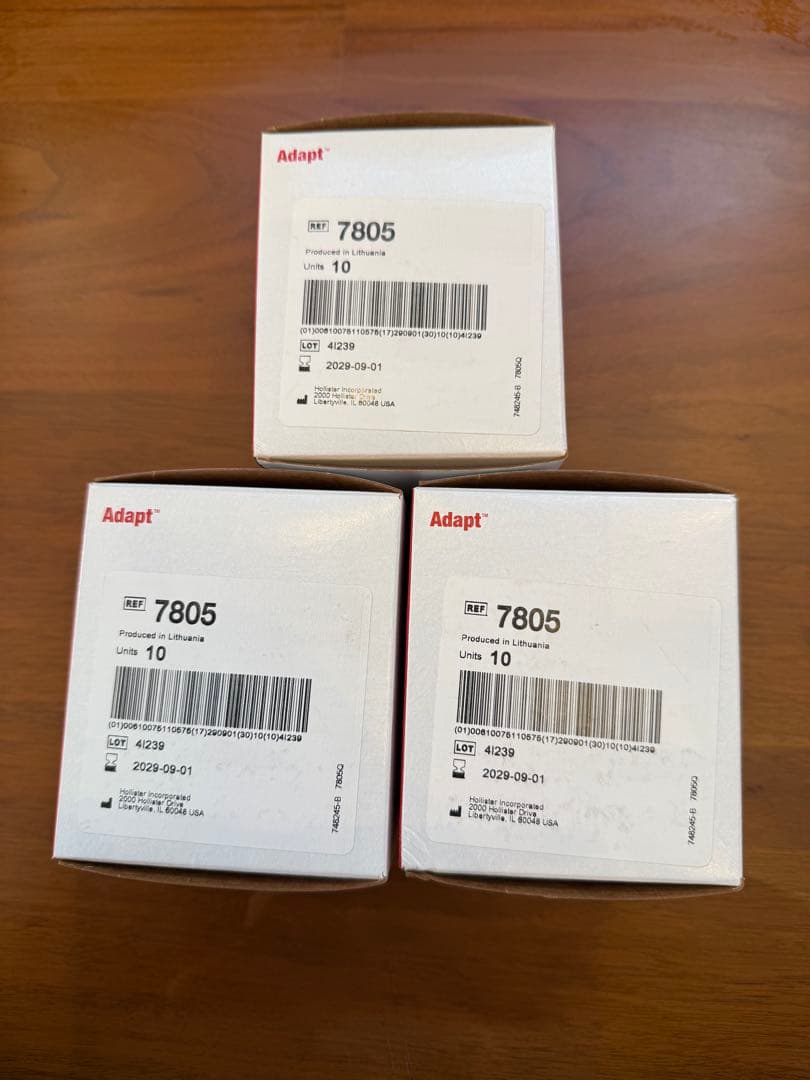 Adapt™
REF 7805
Produced in Lithuania
Units 10
(01)00610075110575(17)290901(30)10(10)4I239
LOT 4I239
2029-09-01
Hollister Incorporated
2000 Hollister Drive
Libertyville, IL 60048 USA
748245-B 7805Q
Adapt™
REF 7805
Produced in Lithuania
Units 10
(01)00610075110575(17)290901(30)10(10)4I239
LOT 4I239
2029-09-01
Hollister Incorporated
2000 Hollister Drive
Libertyville, IL 60048 USA
748245-B 7805Q
Adapt™
REF 7805
Produced in Lithuania
Units 10
(01)00610075110575(17)290901(30)10(10)4I239
LOT 4I239
2029-09-01
Hollister Incorporated
2000 Hollister Drive
Libertyville, IL 60048 USA
748245-B 7805Q